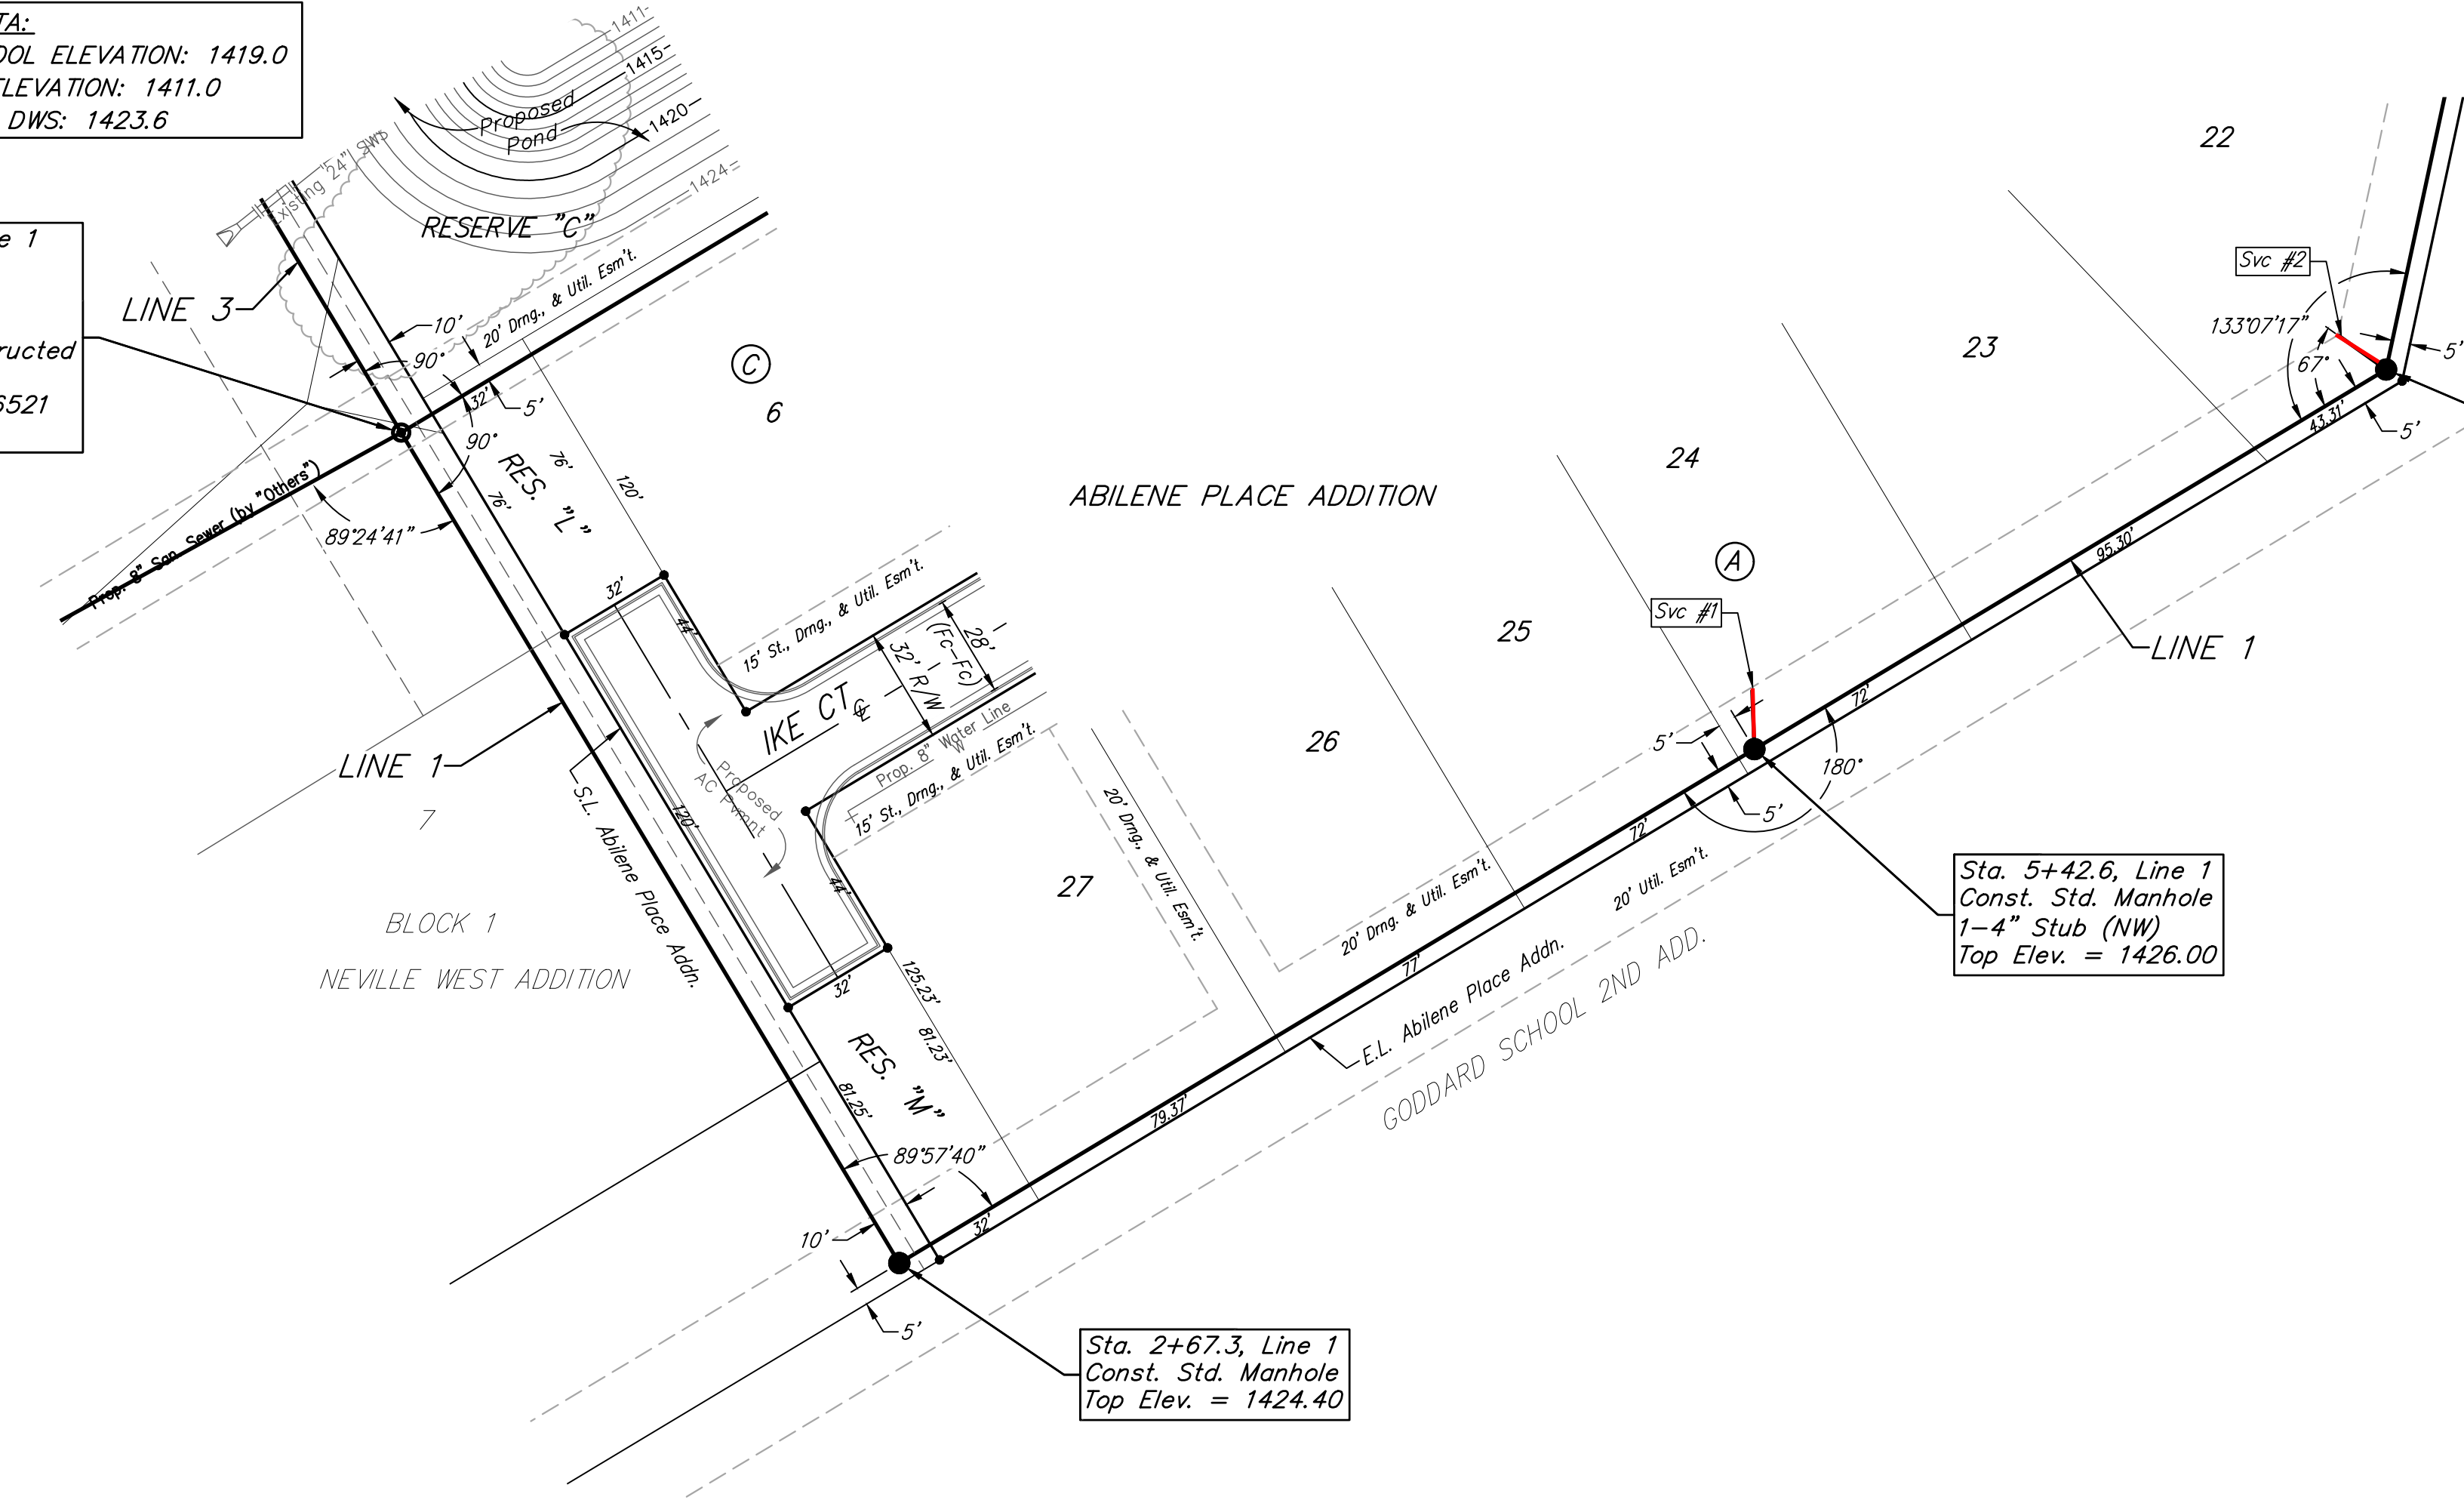 TA:
OOL ELEVATION: 1419.0
ELEVATION: 1411.0
DWS: 1423.6
e 1
ructed
6521
Existing 24" SWS
Proposed
Pond
1411
1415
1420
1424
RESERVE "C"
LINE 3
10'
90°
20' Drng., & Util. Esm't.
32'
5'
90°
Prop. 8" San. Sewer (by "Others")
89°24'41"
76'
RES. "L"
76'
120'
C
6
ABILENE PLACE ADDITION
22
23
24
25
26
27
A
Svc #2
133°07'17"
67°
5'
43.31'
5'
95.30'
LINE 1
Svc #1
72'
5'
180°
5'
72'
77'
79.37'
32'
32'
44'
15' St., Drng., & Util. Esm't.
28'
(Fc-Fc)
32' R/W
IKE CT.
℄
Prop. 8" Water Line
W
15' St., Drng., & Util. Esm't.
Proposed
AC Pvmnt
LINE 1
120'
S.L. Abilene Place Addn.
7
BLOCK 1
NEVILLE WEST ADDITION
44'
32'
125.23'
81.23'
RES. "M"
81.25'
89°57'40"
10'
5'
20' Drng., & Util. Esm't.
20' Drng. & Util. Esm't.
20' Util. Esm't.
E.L. Abilene Place Addn.
GODDARD SCHOOL 2ND ADD.
Sta. 5+42.6, Line 1
Const. Std. Manhole
1-4" Stub (NW)
Top Elev. = 1426.00
Sta. 2+67.3, Line 1
Const. Std. Manhole
Top Elev. = 1424.40